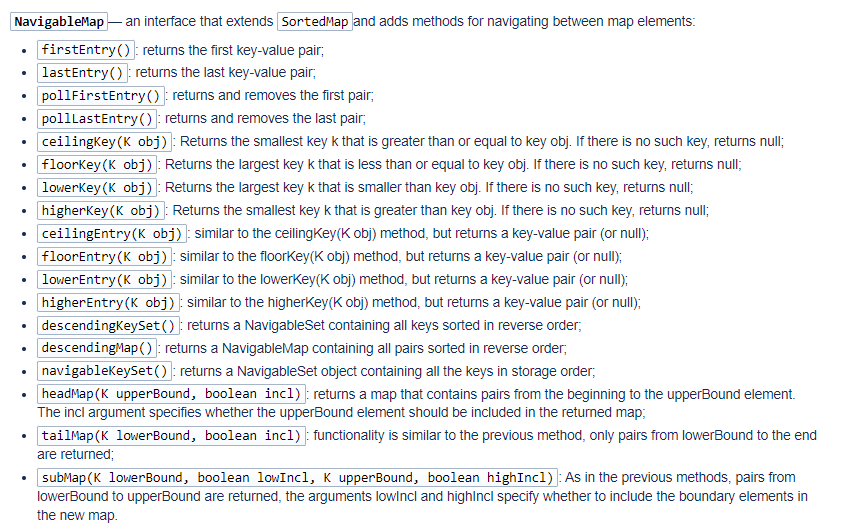 NavigableMap — an interface that extends SortedMap and adds methods for navigating between map elements:
• firstEntry() : returns the first key-value pair;
• lastEntry() : returns the last key-value pair;
• pollFirstEntry() : returns and removes the first pair;
• pollLastEntry() : returns and removes the last pair;
• ceilingKey(K obj) : Returns the smallest key k that is greater than or equal to key obj. If there is no such key, returns null;
• floorKey(K obj) : Returns the largest key k that is less than or equal to key obj. If there is no such key, returns null;
• lowerKey(K obj) : Returns the largest key k that is smaller than key obj. If there is no such key, returns null;
• higherKey(K obj) : Returns the smallest key k that is greater than key obj. If there is no such key, returns null;
• ceilingEntry(K obj) : similar to the ceilingKey(K obj) method, but returns a key-value pair (or null);
• floorEntry(K obj) : similar to the floorKey(K obj) method, but returns a key-value pair (or null);
• lowerEntry(K obj) : similar to the lowerKey(K obj) method, but returns a key-value pair (or null);
• higherEntry(K obj) : similar to the higherKey(K obj) method, but returns a key-value pair (or null);
• descendingKeySet() : returns a NavigableSet containing all keys sorted in reverse order;
• descendingMap() : returns a NavigableMap containing all pairs sorted in reverse order;
• navigableKeySet() : returns a NavigableSet object containing all the keys in storage order;
• headMap(K upperBound, boolean incl) : returns a map that contains pairs from the beginning to the upperBound element.
The incl argument specifies whether the upperBound element should be included in the returned map;
• tailMap(K lowerBound, boolean incl) : functionality is similar to the previous method, only pairs from lowerBound to the end
are returned;
• subMap(K lowerBound, boolean lowIncl, K upperBound, boolean highIncl) : As in the previous methods, pairs from
lowerBound to upperBound are returned, the arguments lowIncl and highIncl specify whether to include the boundary elements in
the new map.